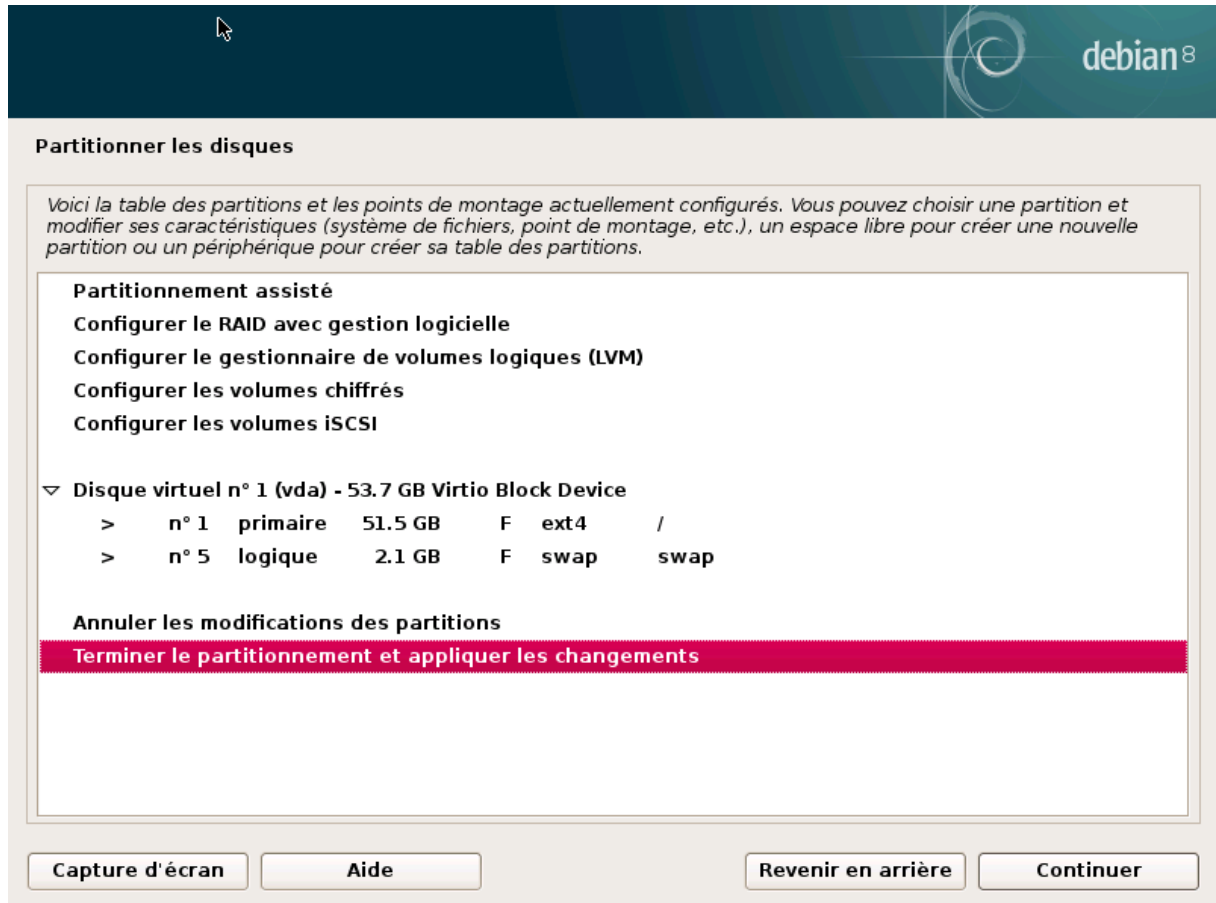 debian 8
Partitionner les disques
Voici la table des partitions et les points de montage actuellement configurés. Vous pouvez choisir une partition et
modifier ses caractéristiques (système de fichiers, point de montage, etc.), un espace libre pour créer une nouvelle
partition ou un périphérique pour créer sa table des partitions.
Partitionnement assisté
Configurer le RAID avec gestion logicielle
Configurer le gestionnaire de volumes logiques (LVM)
Configurer les volumes chiffrés
Configurer les volumes iSCSI
Disque virtuel n° 1 (vda) - 53.7 GB Virtio Block Device
> n° 1 primaire 51.5 GB F ext4 /
> n° 5 logique 2.1 GB F swap swap
Annuler les modifications des partitions
Terminer le partitionnement et appliquer les changements
Capture d'écran Aide Revenir en arrière Continuer